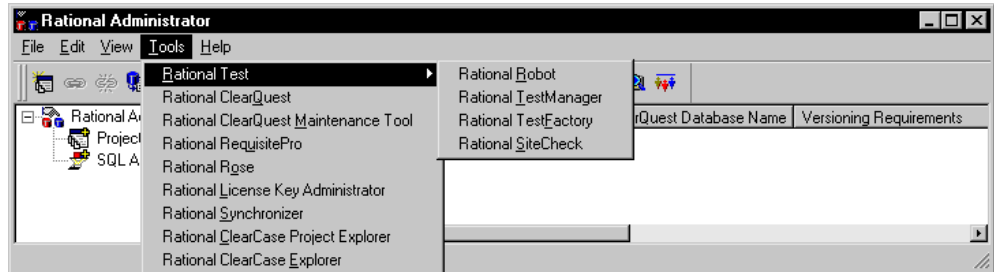 Rational Administrator
File Edit View Tools Help
Rational Test
Rational ClearQuest
Rational ClearQuest Maintenance Tool
Rational RequisitePro
Rational Rose
Rational License Key Administrator
Rational Synchronizer
Rational ClearCase Project Explorer
Rational ClearCase Explorer
Rational Robot
Rational TestManager
Rational TestFactory
Rational SiteCheck
Rational
Project
SQL
Database Name Versioning Requirements